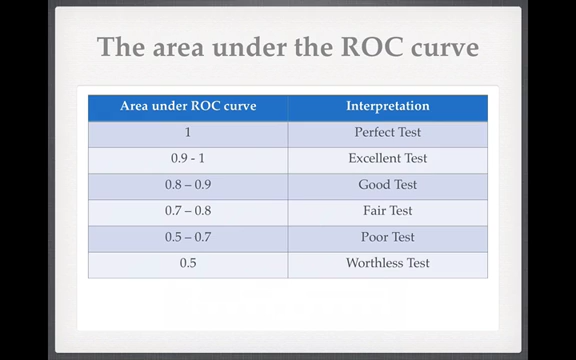 The area under the ROC curve
Area under ROC curve Interpretation
1 Perfect Test
0.9 - 1 Excellent Test
0.8 – 0.9 Good Test
0.7 – 0.8 Fair Test
0.5 – 0.7 Poor Test
0.5 Worthless Test